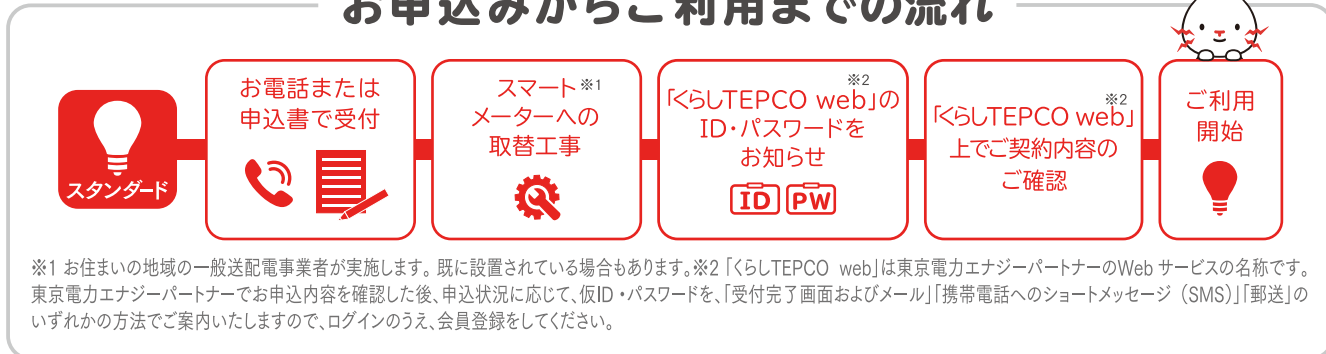 お申込みからご利用までの流れ
スタンダード
お電話または
申込書で受付
スマート※1
メーターへの
取替工事
※2
「くらしTEPCO web」の
ID・パスワードを
お知らせ
ID PW
※2
「くらしTEPCO web」
上でご契約内容の
ご確認
ご利用
開始
※1 お住まいの地域の一般送配電事業者が実施します。既に設置されている場合もあります。※2「くらしTEPCO web」は東京電力エナジーパートナーのWeb サービスの名称です。
東京電力エナジーパートナーでお申込内容を確認した後、申込状況に応じて、仮ID・パスワードを、「受付完了画面およびメール」「携帯電話へのショートメッセージ（SMS）」「郵送」の
いずれかの方法でご案内いたしますので、ログインのうえ、会員登録をしてください。